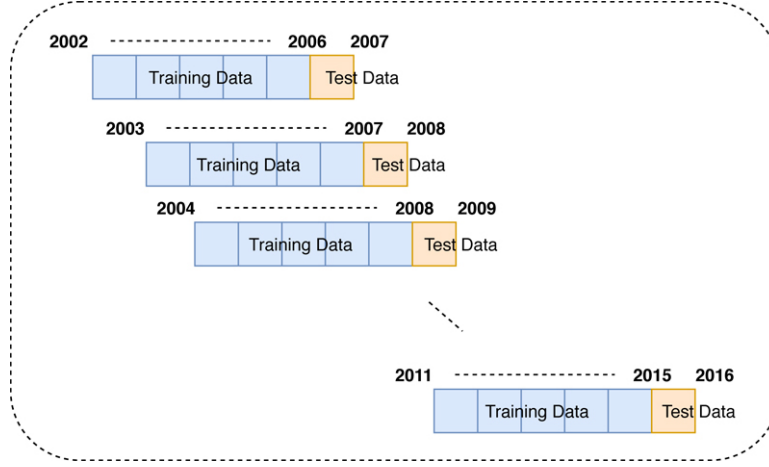 2002 2006 2007
Training Data Test Data
2003 2007 2008
Training Data Test Data
2004 2008 2009
Training Data Test Data
2011 2015 2016
Training Data Test Data